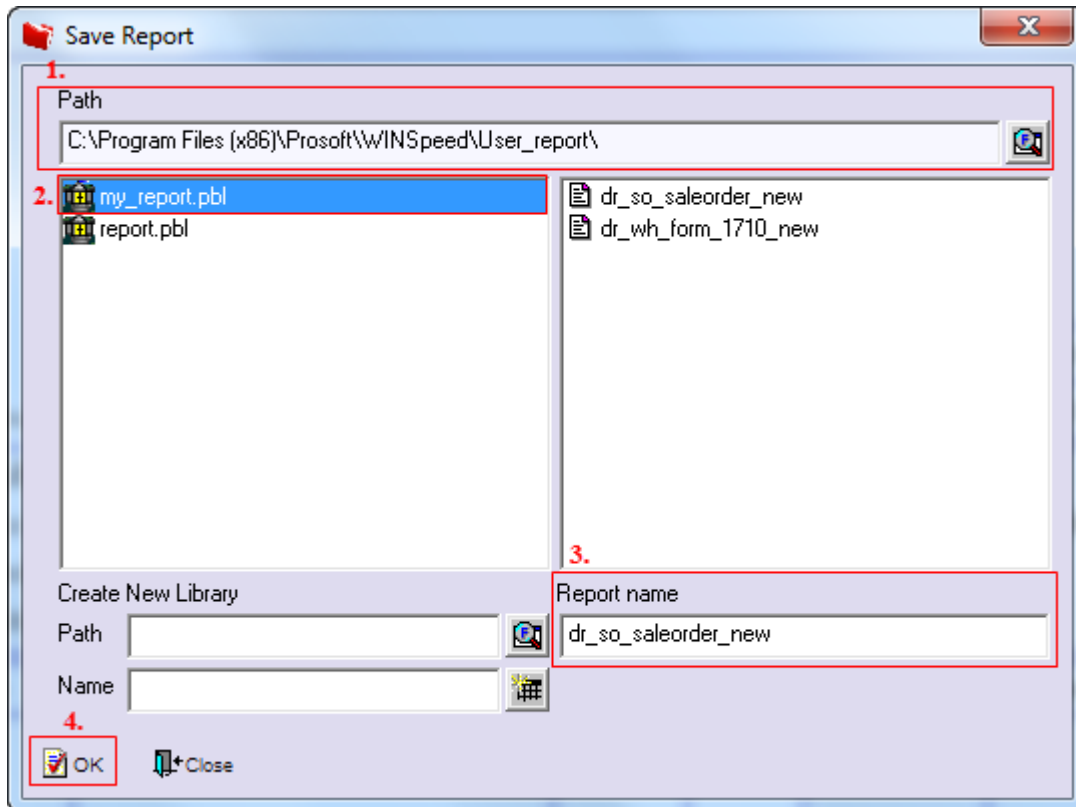 Save Report
1.
Path
C:\Program Files (x86)\Prosoft\WINSpeed\User_report\
2. my_report.pbl
report.pbl
dr_so_saleorder_new
dr_wh_form_1710_new
3.
Create New Library
Report name
Path
dr_so_saleorder_new
Name
4.
OK
Close